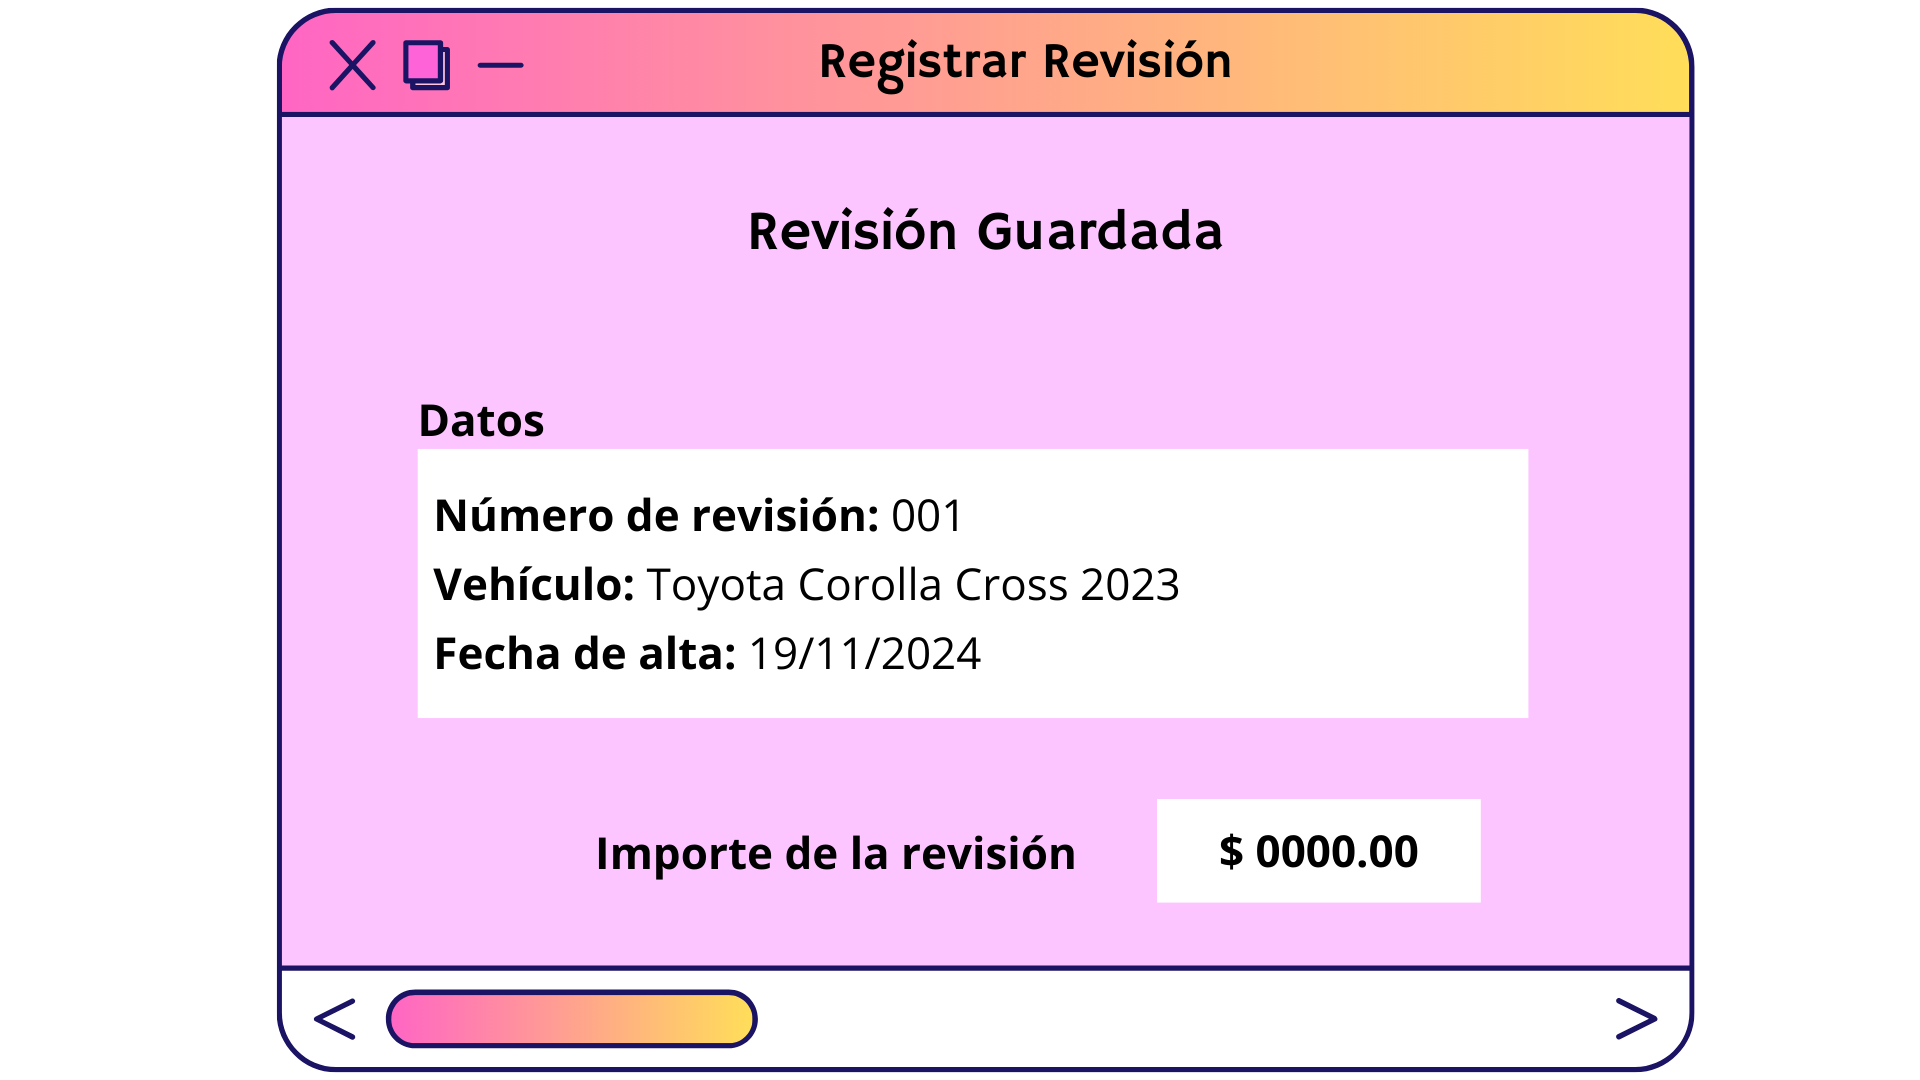 Registrar Revisión
Revisión Guardada
Datos
Número de revisión: 001
Vehículo: Toyota Corolla Cross 2023
Fecha de alta: 19/11/2024
Importe de la revisión
$ 0000.00